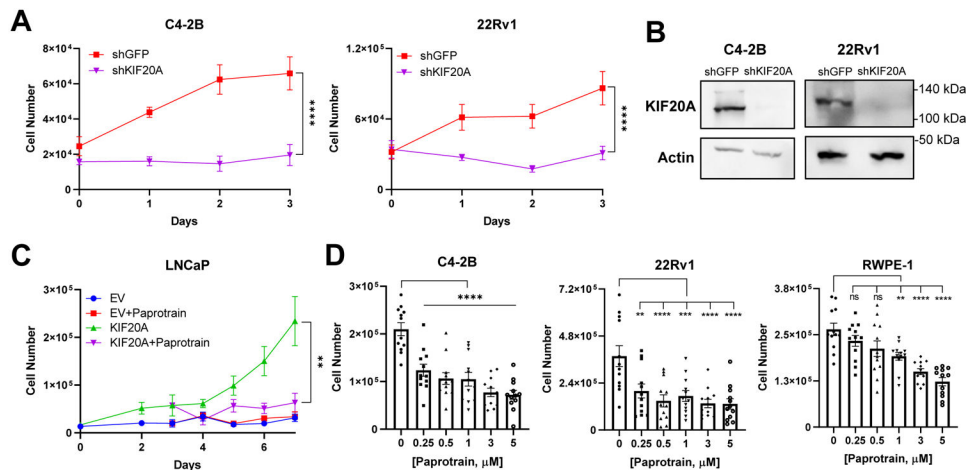 A
C4-2B
8×10⁴
6×10⁴
4×10⁴
2×10⁴
0
Cell Number
shGFP
shKIF20A
****
0 1 2 3
Days
22Rv1
1.2×10⁵
6×10⁴
0
Cell Number
shGFP
shKIF20A
****
0 1 2 3
Days
B
C4-2B 22Rv1
shGFP shKIF20A shGFP shKIF20A
KIF20A
140 kDa
100 kDa
50 kDa
Actin
C
LNCaP
3×10⁵
2×10⁵
1×10⁵
0
Cell Number
EV
EV+Paprotrain
KIF20A
KIF20A+Paprotrain
**
0 2 4 6
Days
D
C4-2B
3×10⁵
2×10⁵
1×10⁵
0
Cell Number
****
0 0.25 0.5 1 3 5
[Paprotrain, μM]
22Rv1
7.2×10⁵
4.8×10⁵
2.4×10⁵
0
Cell Number
** **** *** **** ****
0 0.25 0.5 1 3 5
[Paprotrain, μM]
RWPE-1
3.8×10⁵
2.5×10⁵
1.3×10⁵
0
Cell Number
ns ns ** **** ****
0 0.25 0.5 1 3 5
[Paprotrain, μM]